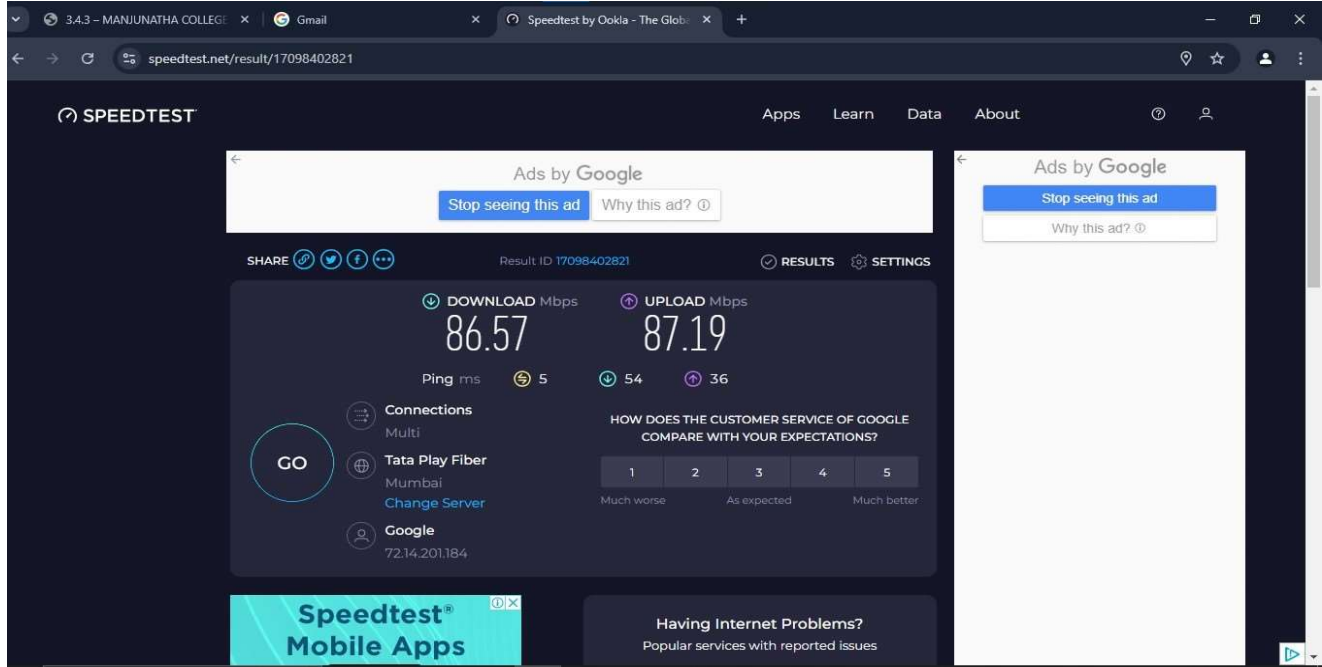 3.4.3 – MANJUNATHA COLLEGE
Gmail
Speedtest by Ookla - The Globa
speedtest.net/result/17098402821
SPEEDTEST
Apps Learn Data About
Ads by Google
Stop seeing this ad Why this ad?
Ads by Google
Stop seeing this ad
Why this ad?
SHARE Result ID 17098402821 RESULTS SETTINGS
DOWNLOAD Mbps UPLOAD Mbps
86.57 87.19
Ping ms 5 54 36
GO
Connections
Multi
Tata Play Fiber
Mumbai
Change Server
Google
72.14.201.184
HOW DOES THE CUSTOMER SERVICE OF GOOGLE
COMPARE WITH YOUR EXPECTATIONS?
1 2 3 4 5
Much worse As expected Much better
Speedtest®
Mobile Apps
Having Internet Problems?
Popular services with reported issues